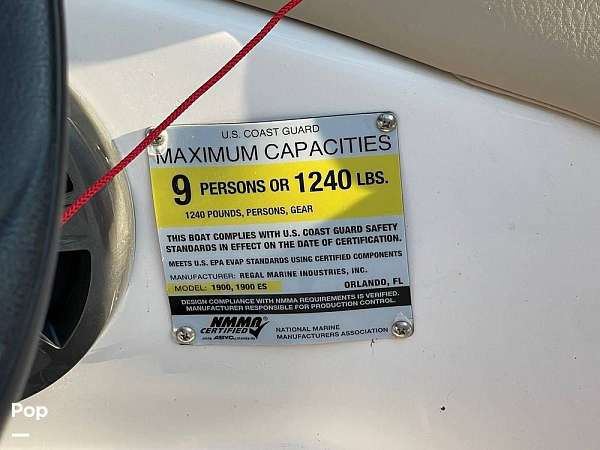 U.S. COAST GUARD
MAXIMUM CAPACITIES
9 PERSONS OR 1240 LBS.
1240 POUNDS, PERSONS, GEAR
THIS BOAT COMPLIES WITH U.S. COAST GUARD SAFETY
STANDARDS IN EFFECT ON THE DATE OF CERTIFICATION.
MEETS U.S. EPA EVAP STANDARDS USING CERTIFIED COMPONENTS
MANUFACTURER: REGAL MARINE INDUSTRIES, INC.
MODEL: 1900, 1900 ES ORLANDO, FL
DESIGN COMPLIANCE WITH NMMA REQUIREMENTS IS VERIFIED.
MANUFACTURER RESPONSIBLE FOR PRODUCTION CONTROL.
NMMA
CERTIFIED
NATIONAL MARINE
MANUFACTURERS ASSOCIATION
Pop